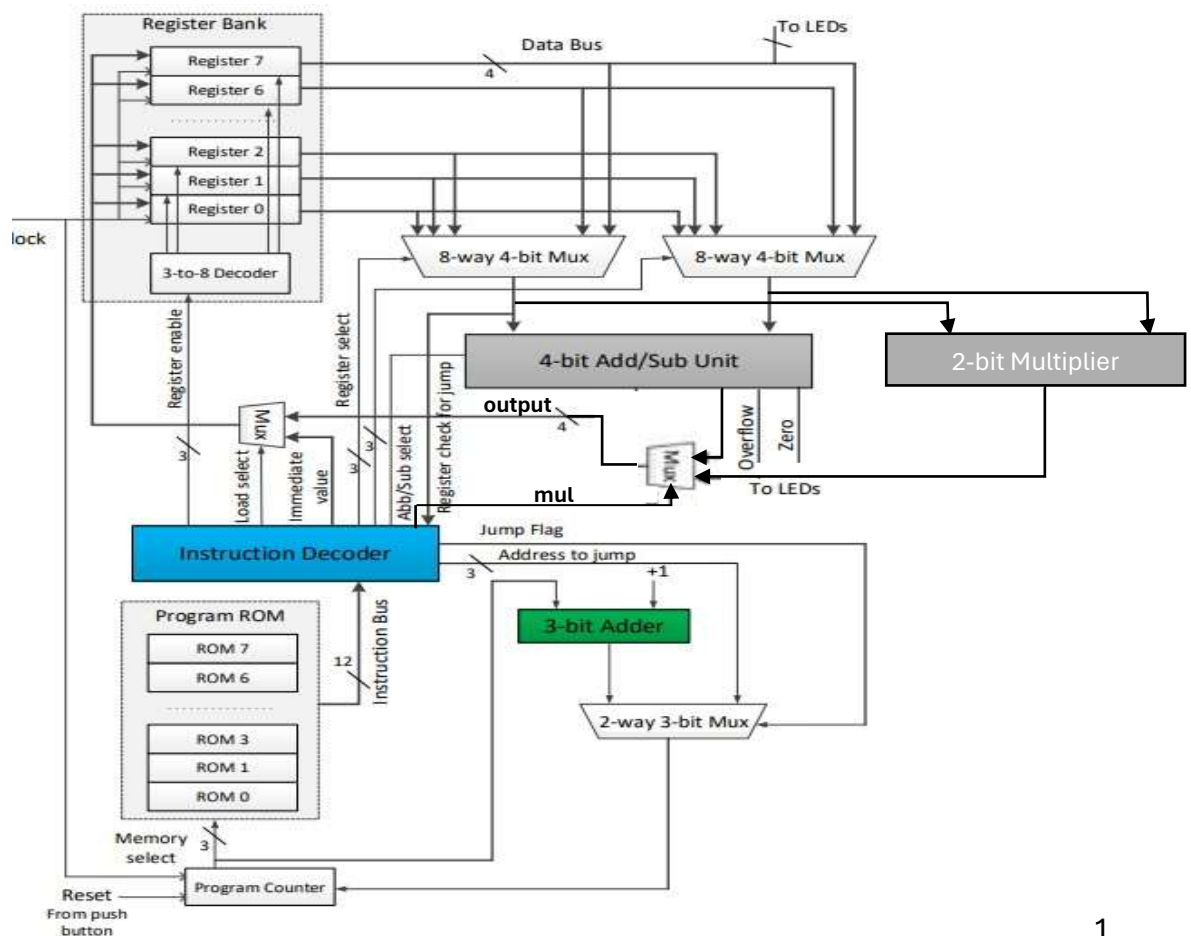 Register Bank
To LEDs
Data Bus
Register 7
4
Register 6
Register 2
Register 1
Register 0
lock
8-way 4-bit Mux
8-way 4-bit Mux
3-to-8 Decoder
Register enable
Register select
4-bit Add/Sub Unit
2-bit Multiplier
output
4
Mux
3
3
3
Load select
Immediate
value
Abb/Sub select
Register check for jump
Mux
Overflow
Zero
To LEDs
mul
Jump Flag
Instruction Decoder
Address to jump
3
+1
Program ROM
3-bit Adder
ROM 7
12
Instruction Bus
ROM 6
2-way 3-bit Mux
ROM 3
ROM 1
ROM 0
Memory
select
3
Program Counter
Reset
From push
button
1